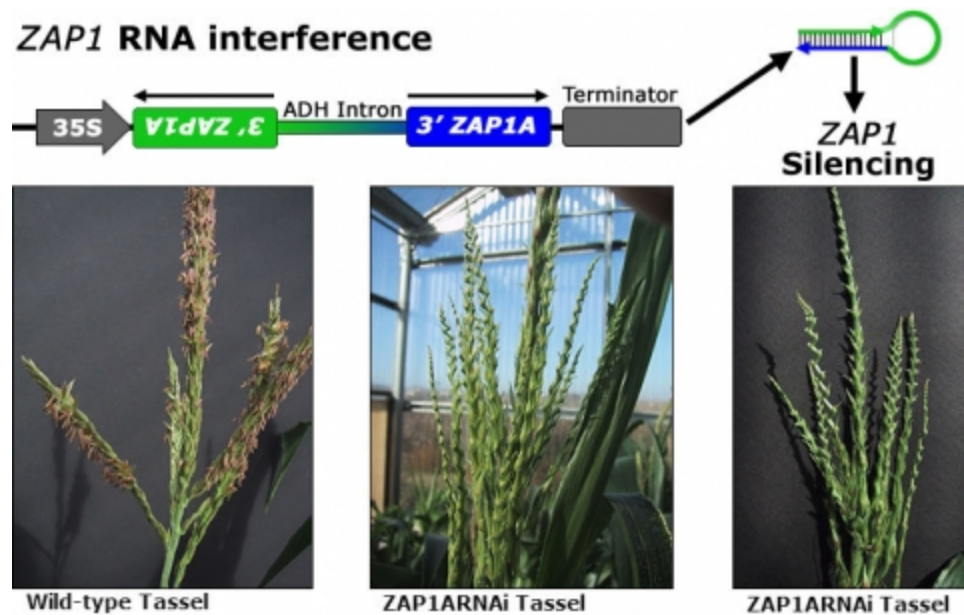 ZAP1 RNA interference
35S
3' ZAP1A
ADH Intron
3' ZAP1A
Terminator
ZAP1
Silencing
Wild-type Tassel
ZAP1ARNAi Tassel
ZAP1ARNAi Tassel